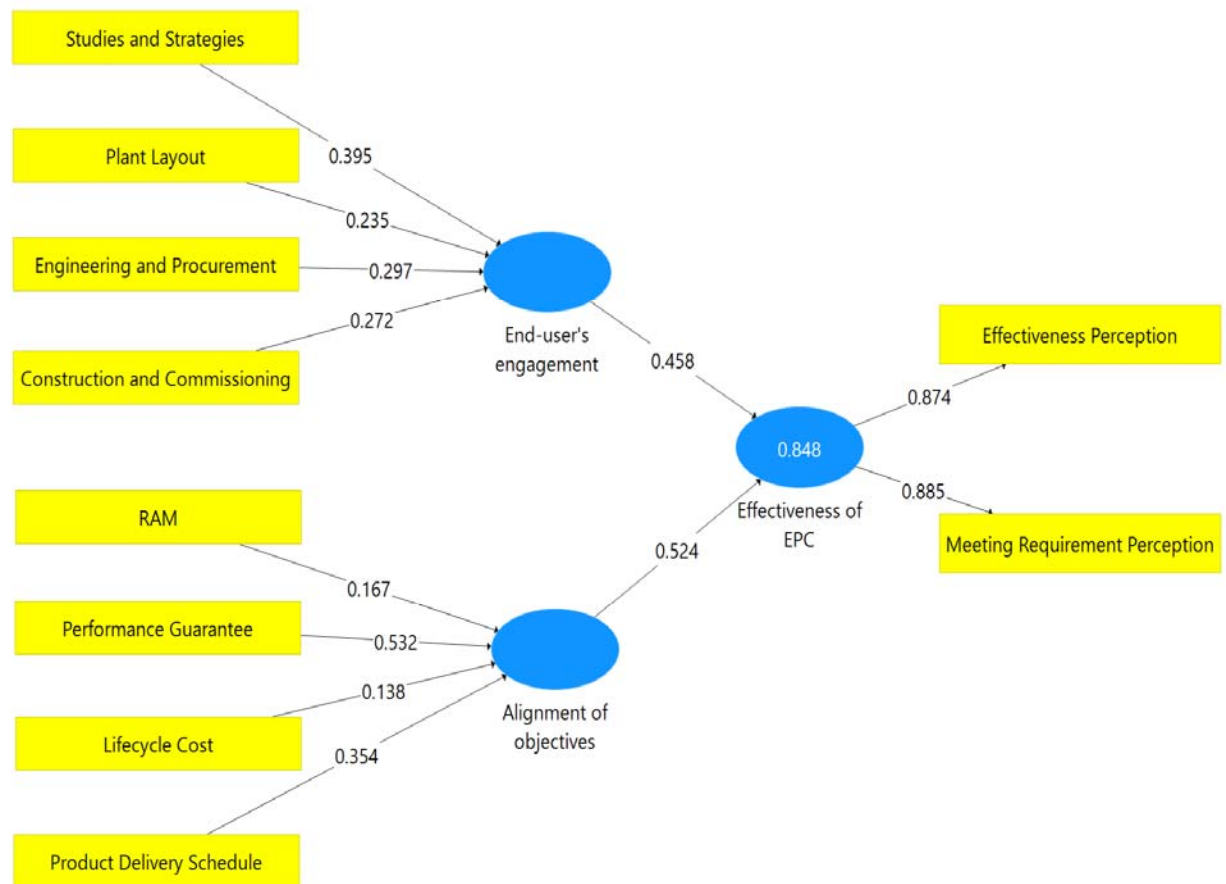 Studies and Strategies
Plant Layout
Engineering and Procurement
Construction and Commissioning
0.395
0.235
0.297
0.272
End-user's
engagement
0.458
RAM
Performance Guarantee
Lifecycle Cost
Product Delivery Schedule
0.167
0.532
0.138
0.354
Alignment of
objectives
0.524
0.848
Effectiveness of
EPC
0.874
0.885
Effectiveness Perception
Meeting Requirement Perception